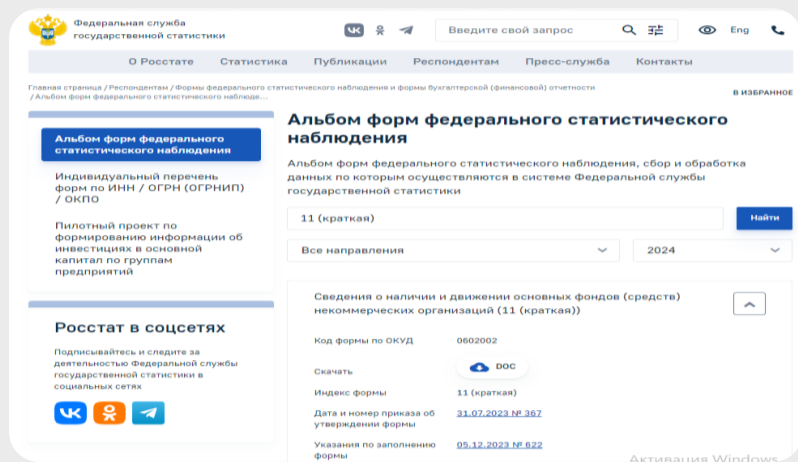 Федеральная служба
государственной статистики
Введите свой запрос
Eng
О Росстате Статистика Публикации Респондентам Пресс-служба Контакты
Главная страница / Респондентам / Формы федерального статистического наблюдения и формы бухгалтерской (финансовой) отчетности
/ Альбом форм федерального статистического наблюде...
В ИЗБРАННОЕ
Альбом форм федерального
статистического наблюдения
Индивидуальный перечень
форм по ИНН / ОГРН (ОГРНИП)
/ ОКПО
Пилотный проект по
формированию информации об
инвестициях в основной
капитал по группам
предприятий
Росстат в соцсетях
Подписывайтесь и следите за
деятельностью Федеральной службы
государственной статистики в
социальных сетях
Альбом форм федерального статистического
наблюдения
Альбом форм федерального статистического наблюдения, сбор и обработка
данных по которым осуществляются в системе Федеральной службы
государственной статистики
11 (краткая)
Найти
Все направления
2024
Сведения о наличии и движении основных фондов (средств)
некоммерческих организаций (11 (краткая))
Код формы по ОКУД 0602002
Скачать DOC
Индекс формы 11 (краткая)
Дата и номер приказа об
утверждении формы
31.07.2023 № 367
Указания по заполнению
формы
05.12.2023 № 622
Активация Windows